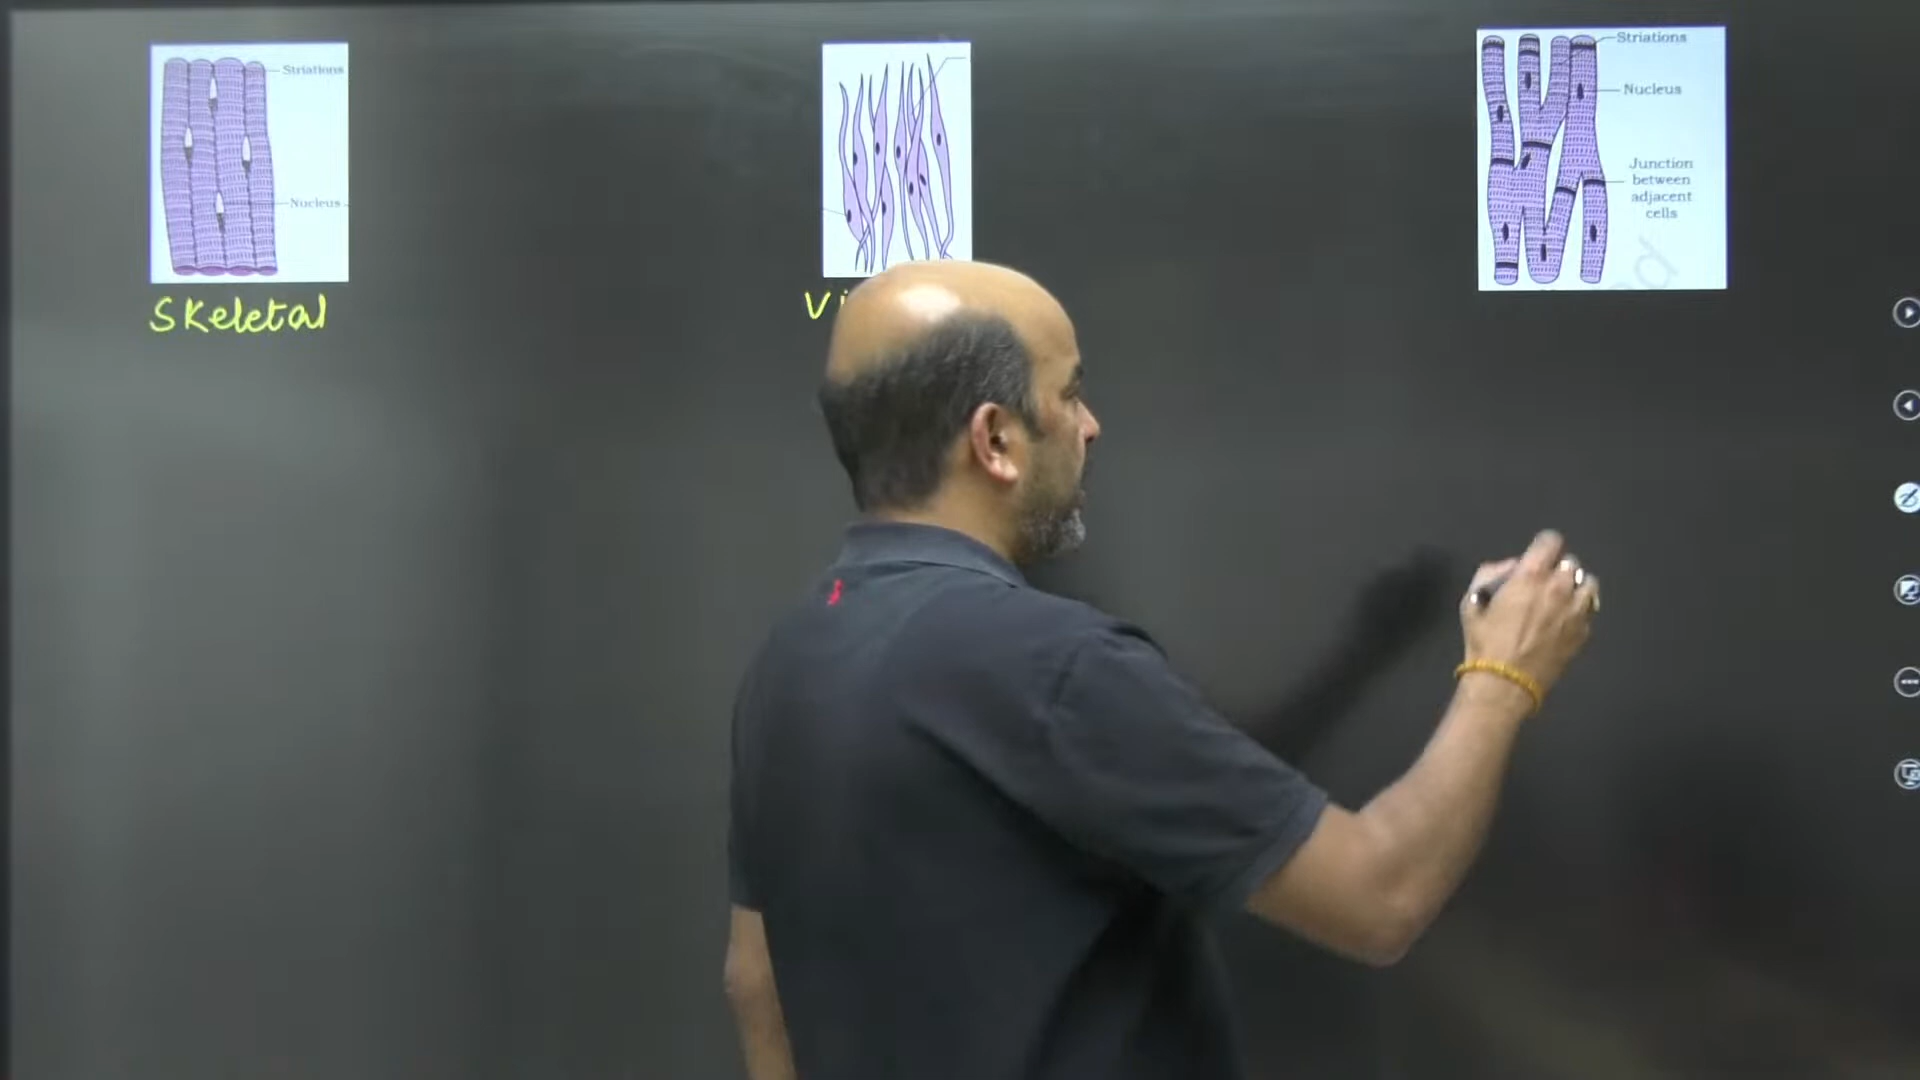 Striations
Nucleus
Skeletal
Striations
Nucleus
Junction
between
adjacent
cells